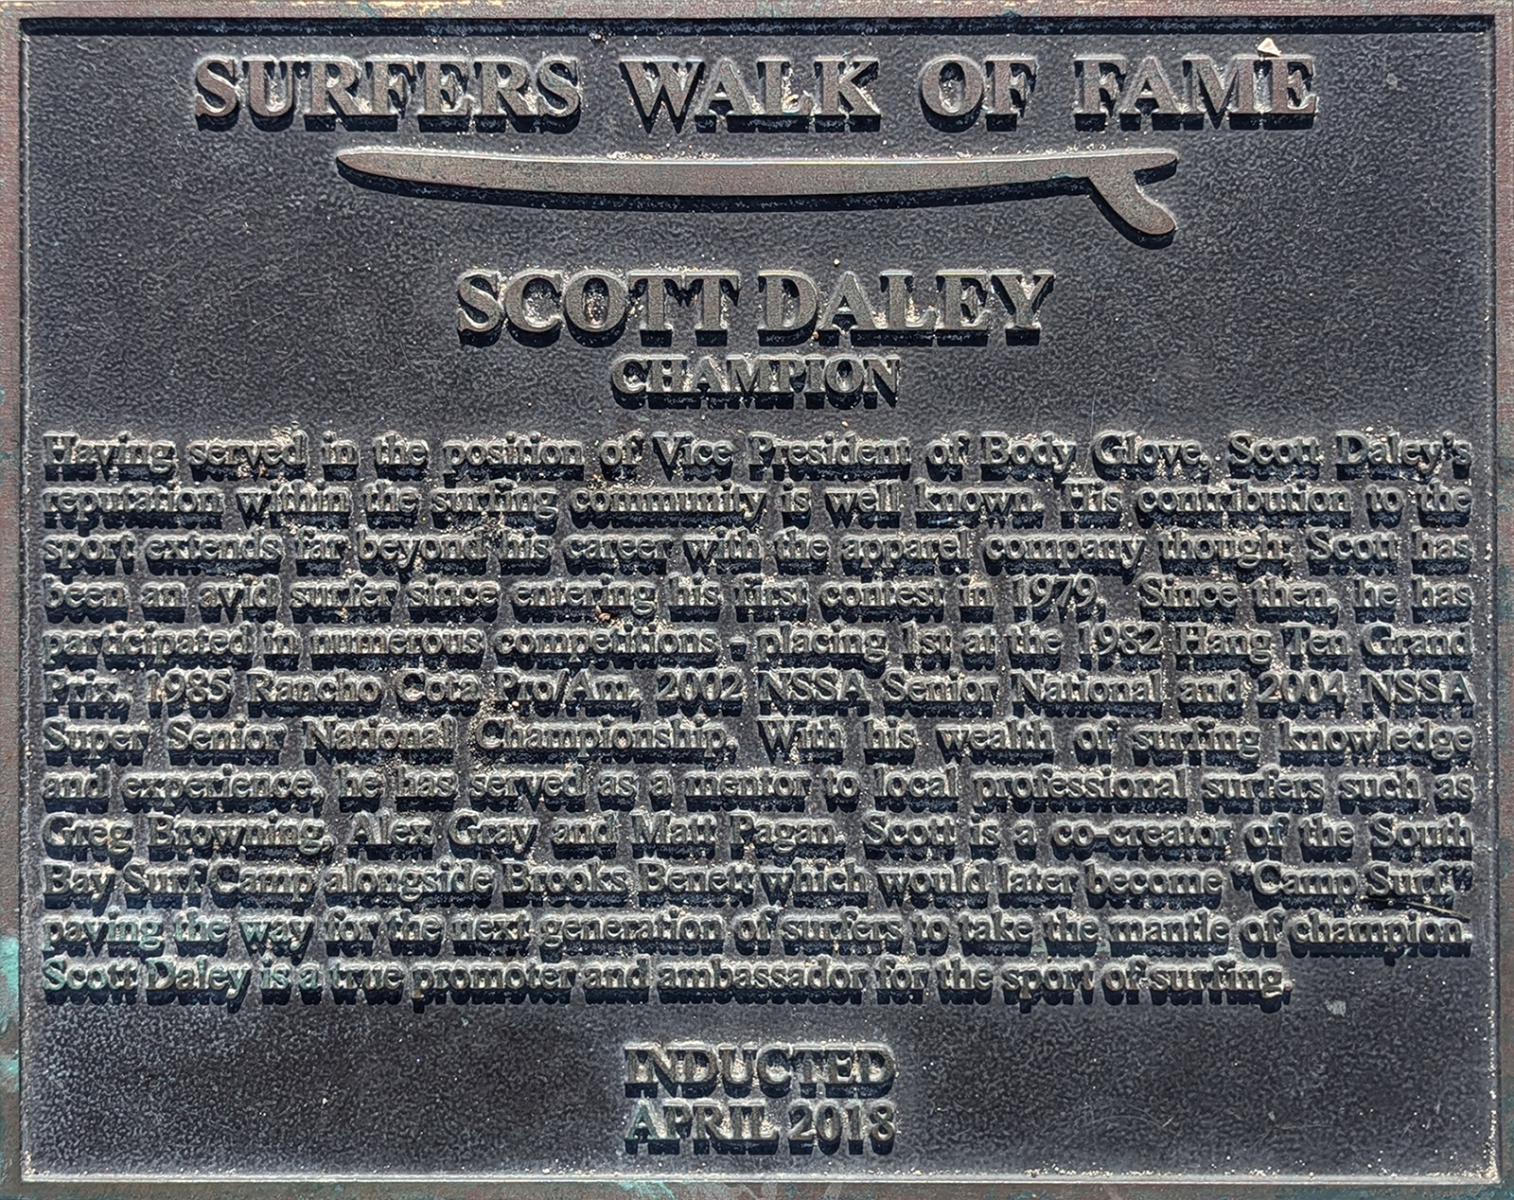 SURFERS WALK OF FAME
SCOTT DALEY
CHAMPION
Having served in the position of Vice President of Body Glove, Scott Daley's
reputation within the surfing community is well known. His contribution to the
sport extends far beyond his career with the apparel company though; Scott has
been an avid surfer since entering his first contest in 1979. Since then, he has
participated in numerous competitions - placing 1st at the 1982 Hang Ten Grand
Prix, 1985 Rancho Cota Pro/Am, 2002 NSSA Senior National and 2004 NSSA
Super Senior National Championship. With his wealth of surfing knowledge
and experience, he has served as a mentor to local professional surfers such as
Greg Browning, Alex Gray and Matt Pagan. Scott is a co-creator of the South
Bay Surf Camp alongside Brooks Benett which would later become "Camp Surf"
paving the way for the next generation of surfers to take the mantle of champion.
Scott Daley is a true promoter and ambassador for the sport of surfing.
INDUCTED
APRIL 2018